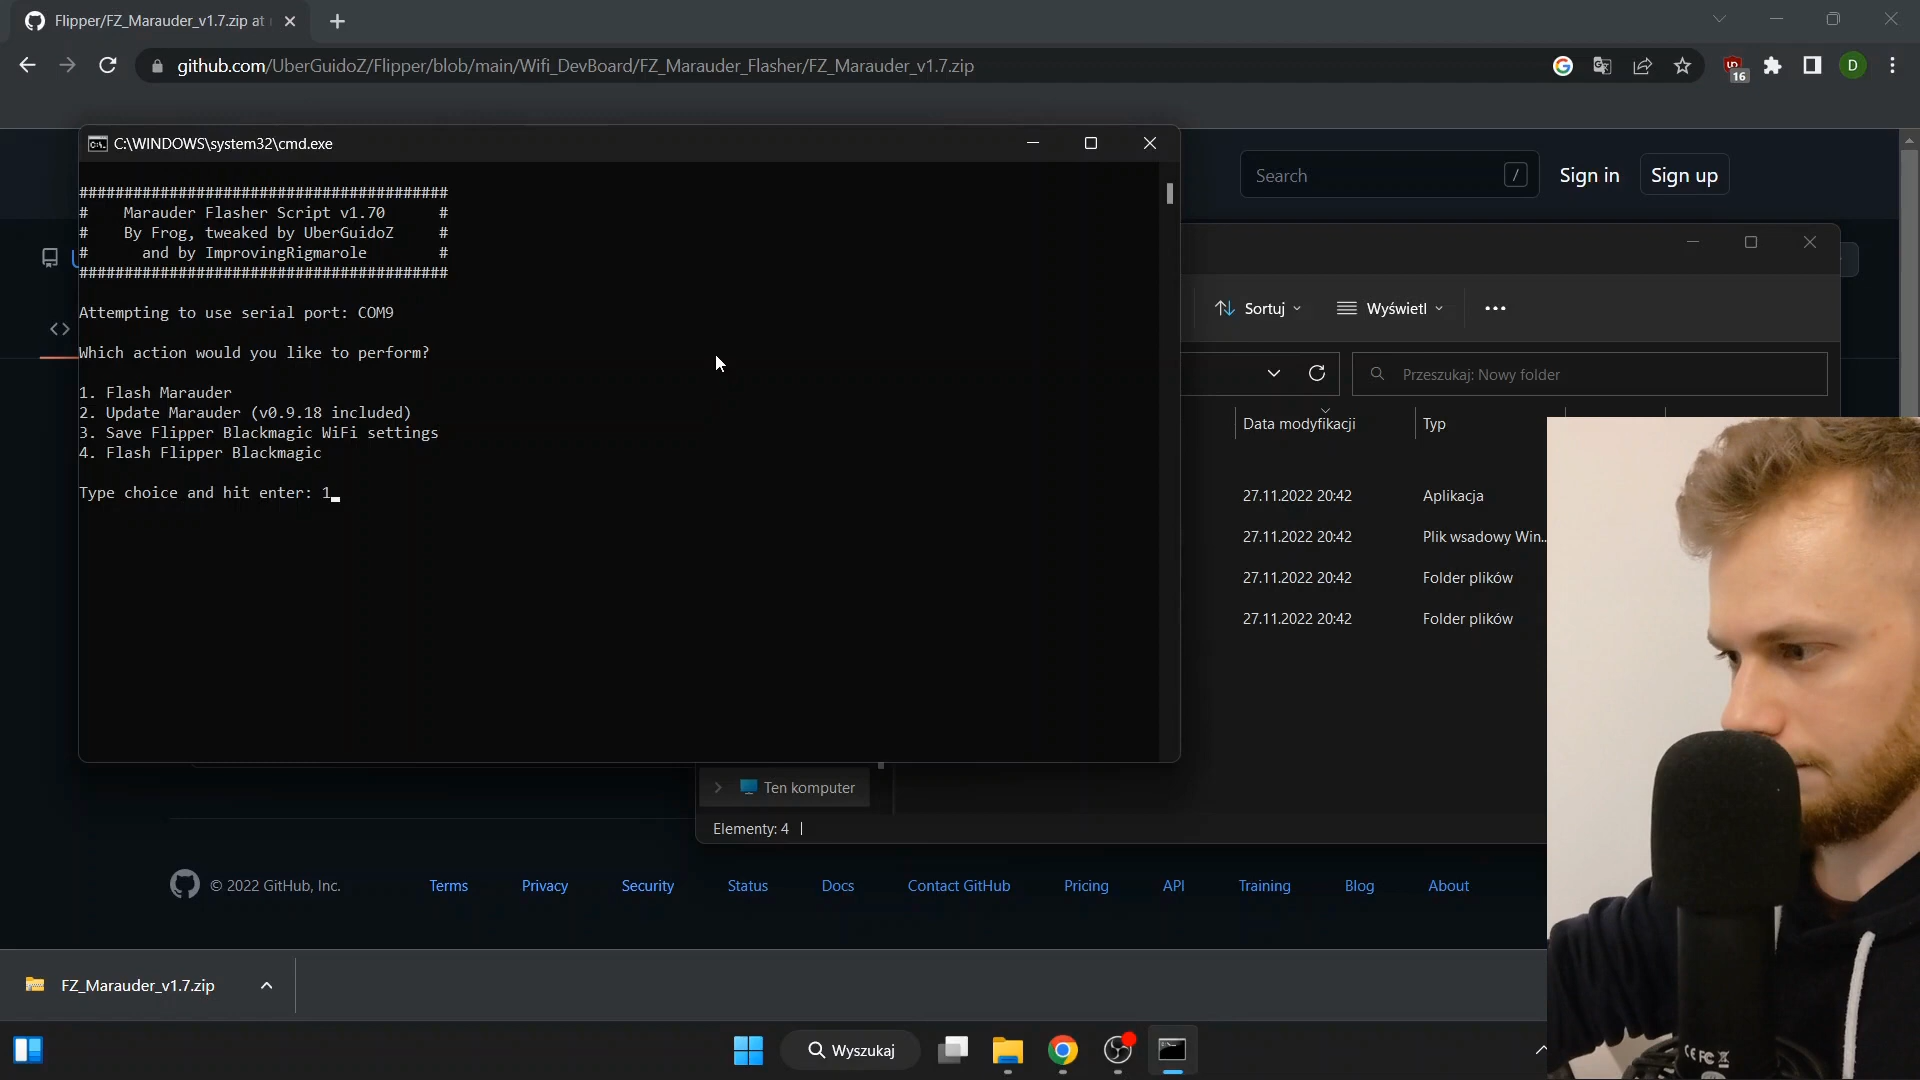 Flipper/FZ_Marauder_v1.7.zip at
github.com/UberGuidoZ/Flipper/blob/main/Wifi_DevBoard/FZ_Marauder_Flasher/FZ_Marauder_v1.7.zip
16
D
C:\WINDOWS\system32\cmd.exe
Search
/
Sign in
Sign up
#########################################
#    Marauder Flasher Script v1.70      #
#    By Frog, tweaked by UberGuidoZ     #
#      and by ImprovingRigmarole        #
#########################################
Attempting to use serial port: COM9
Which action would you like to perform?
1. Flash Marauder
2. Update Marauder (v0.9.18 included)
3. Save Flipper Blackmagic WiFi settings
4. Flash Flipper Blackmagic
Type choice and hit enter: 1
Sortuj
Wyświetl
Przeszukaj: Nowy folder
Data modyfikacji
Typ
27.11.2022 20:42 Aplikacja
27.11.2022 20:42 Plik wsadowy Win...
27.11.2022 20:42 Folder plików
27.11.2022 20:42 Folder plików
Ten komputer
Elementy: 4
© 2022 GitHub, Inc.
Terms
Privacy
Security
Status
Docs
Contact GitHub
Pricing
API
Training
Blog
About
FZ_Marauder_v1.7.zip
Wyszukaj